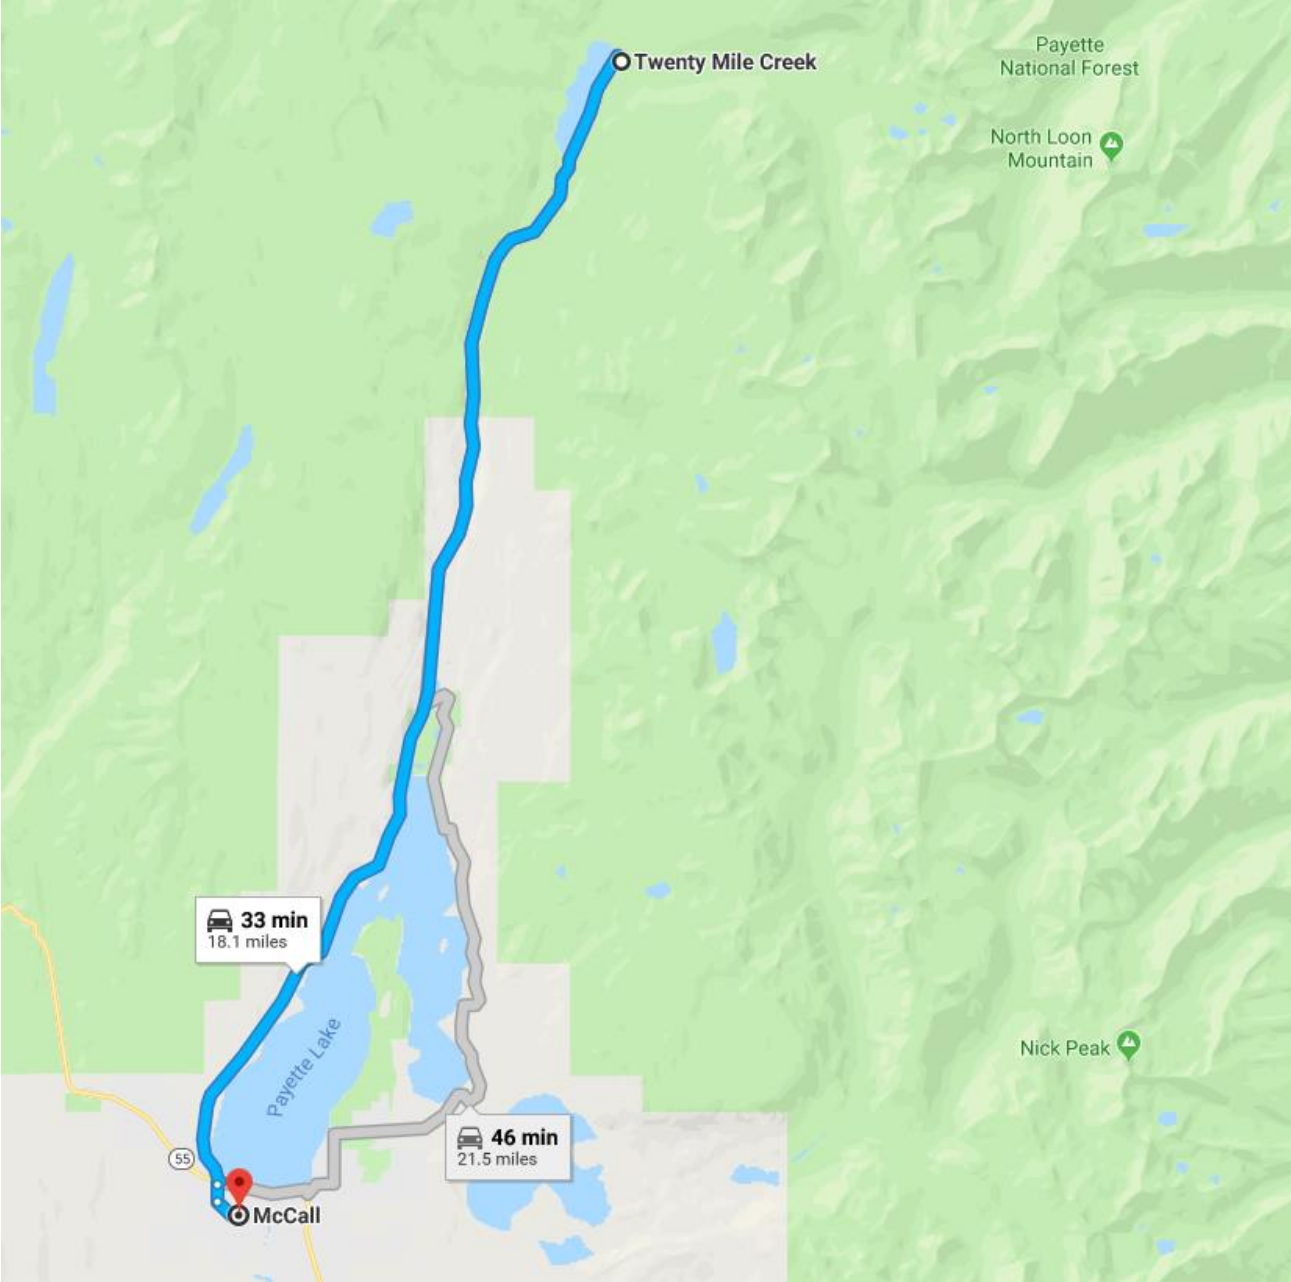 Twenty Mile Creek
Payette
National Forest
North Loon
Mountain
33 min
18.1 miles
Payette Lake
Nick Peak
46 min
21.5 miles
55
McCall